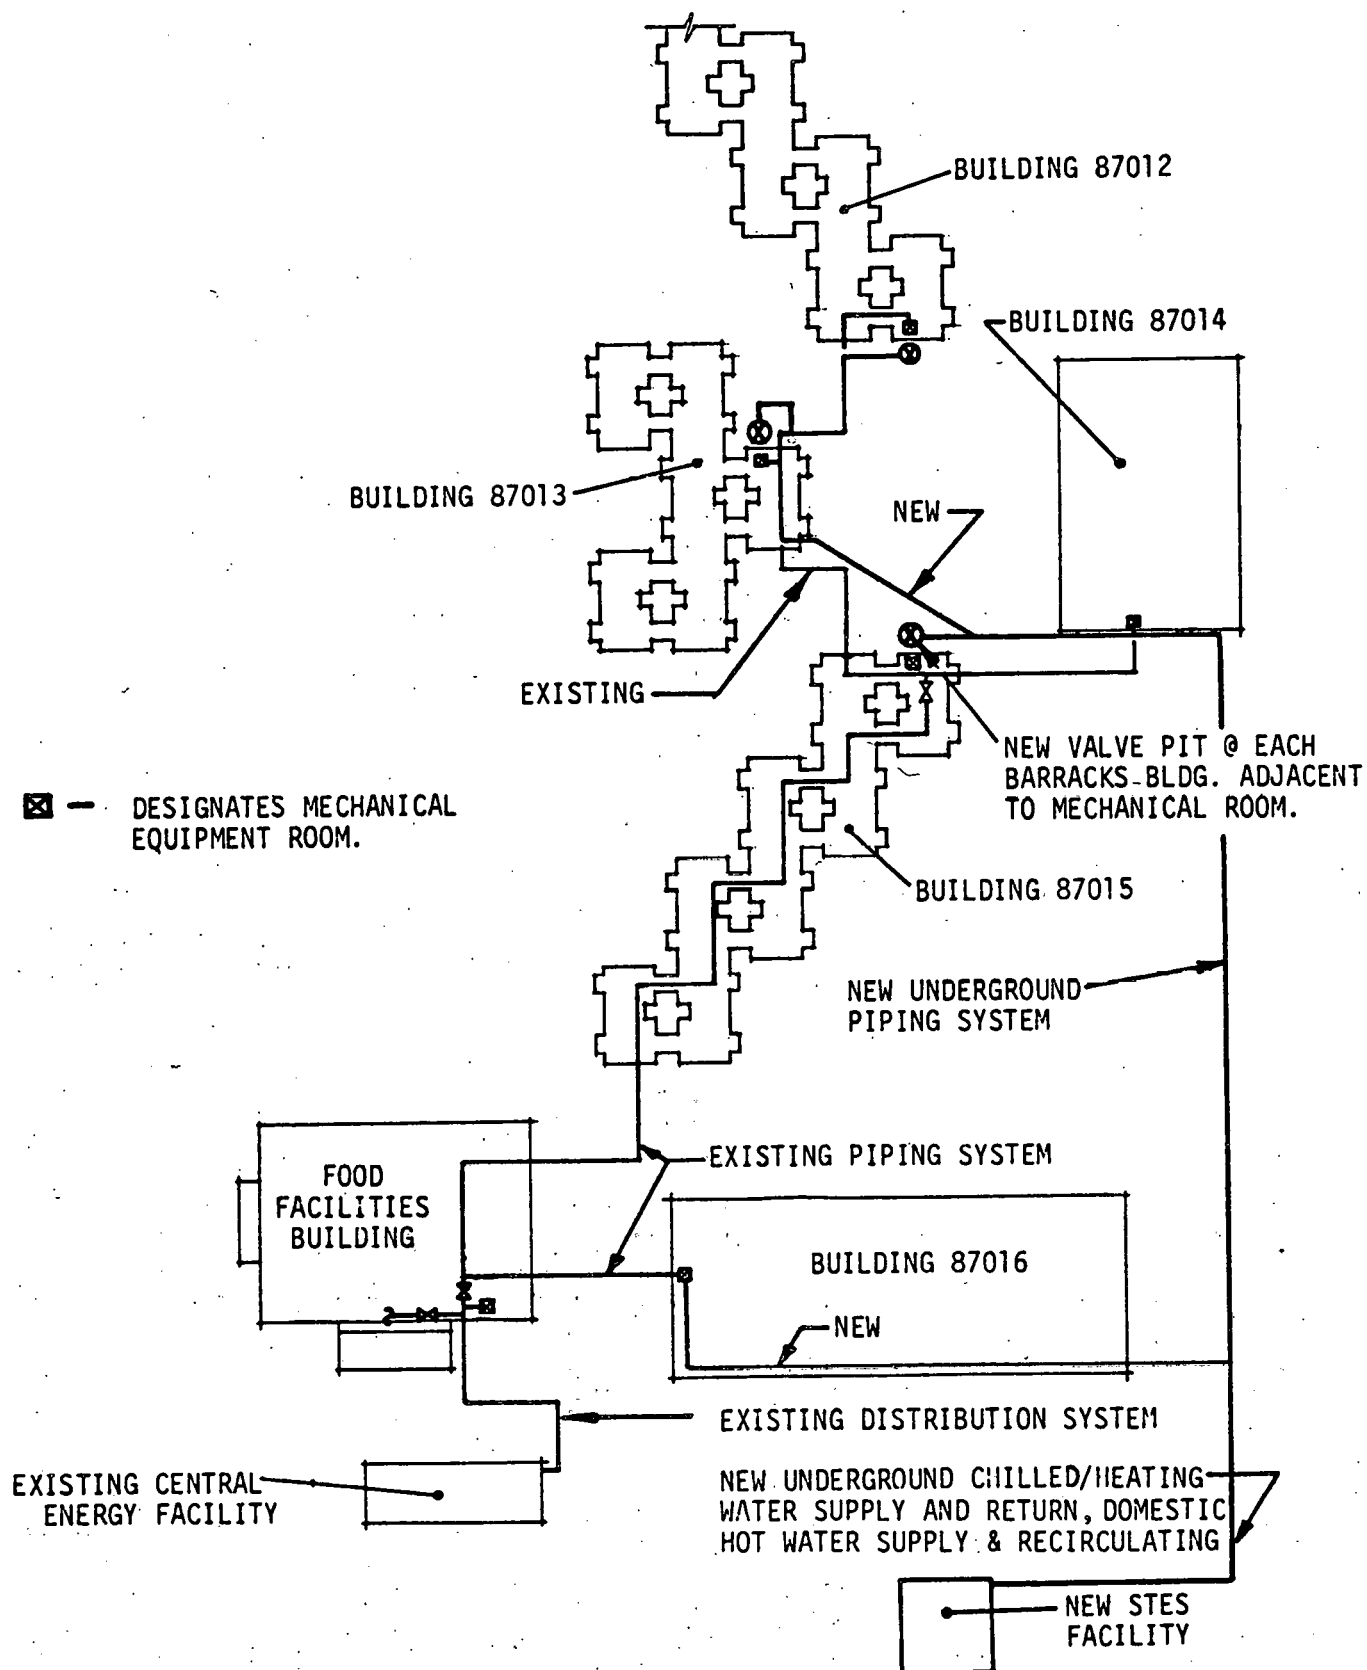 BUILDING 87012
BUILDING 87014
BUILDING 87013
NEW
EXISTING
NEW VALVE PIT @ EACH
BARRACKS-BLDG. ADJACENT
TO MECHANICAL ROOM.
— DESIGNATES MECHANICAL
EQUIPMENT ROOM.
BUILDING 87015
NEW UNDERGROUND
PIPING SYSTEM
EXISTING PIPING SYSTEM
FOOD
FACILITIES
BUILDING
BUILDING 87016
NEW
EXISTING DISTRIBUTION SYSTEM
EXISTING CENTRAL
ENERGY FACILITY
NEW UNDERGROUND CHILLED/HEATING
WATER SUPPLY AND RETURN, DOMESTIC
HOT WATER SUPPLY & RECIRCULATING
NEW STES
FACILITY